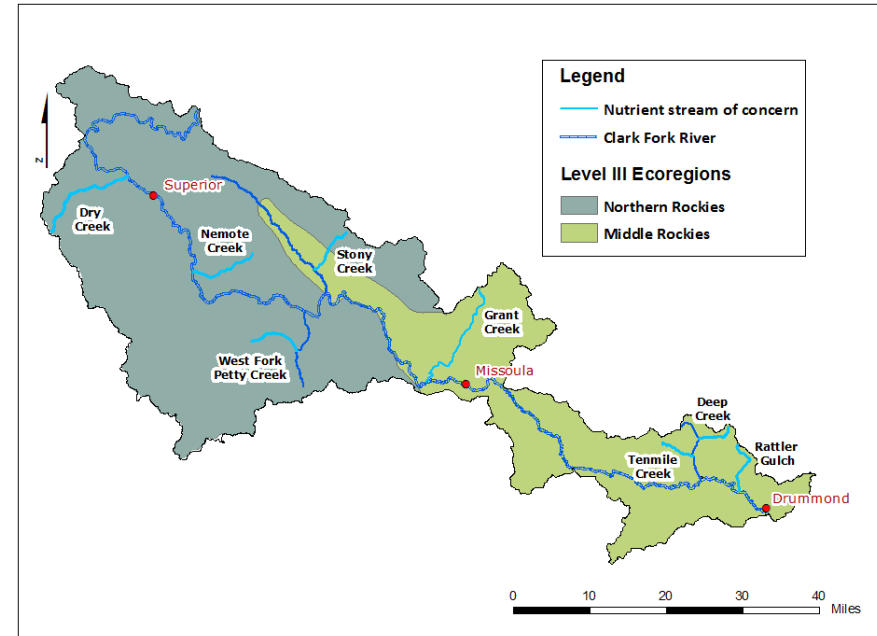 Legend
Nutrient stream of concern
Clark Fork River
Level III Ecoregions
Northern Rockies
Middle Rockies
N
Superior
Dry
Creek
Nemote
Creek
Stony
Creek
Grant
Creek
West Fork
Petty Creek
Missoula
Deep
Creek
Tenmile
Creek
Rattler
Gulch
Drummond
0 10 20 30 40
Miles